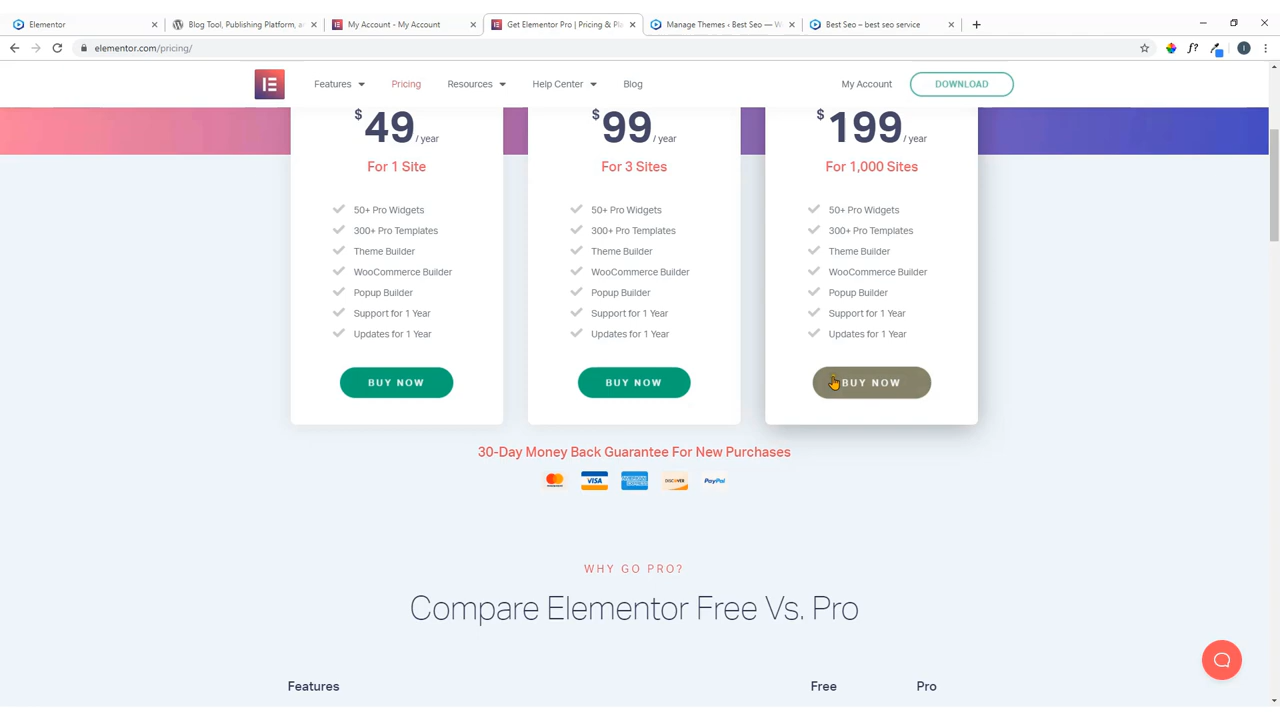 Elementor
Blog Tool, Publishing Platform, an
My Account - My Account
Get Elementor Pro | Pricing & Pl
Manage Themes ‹ Best Seo — W
Best Seo – best seo service
elementor.com/pricing/
Features
Pricing
Resources
Help Center
Blog
My Account
DOWNLOAD
$49/year
$99/year
$199/year
For 1 Site
For 3 Sites
For 1,000 Sites
50+ Pro Widgets
300+ Pro Templates
Theme Builder
WooCommerce Builder
Popup Builder
Support for 1 Year
Updates for 1 Year
BUY NOW
50+ Pro Widgets
300+ Pro Templates
Theme Builder
WooCommerce Builder
Popup Builder
Support for 1 Year
Updates for 1 Year
BUY NOW
50+ Pro Widgets
300+ Pro Templates
Theme Builder
WooCommerce Builder
Popup Builder
Support for 1 Year
Updates for 1 Year
BUY NOW
30-Day Money Back Guarantee For New Purchases
VISA
AMERICAN EXPRESS
DISCOVER
PayPal
WHY GO PRO?
Compare Elementor Free Vs. Pro
Features
Free
Pro